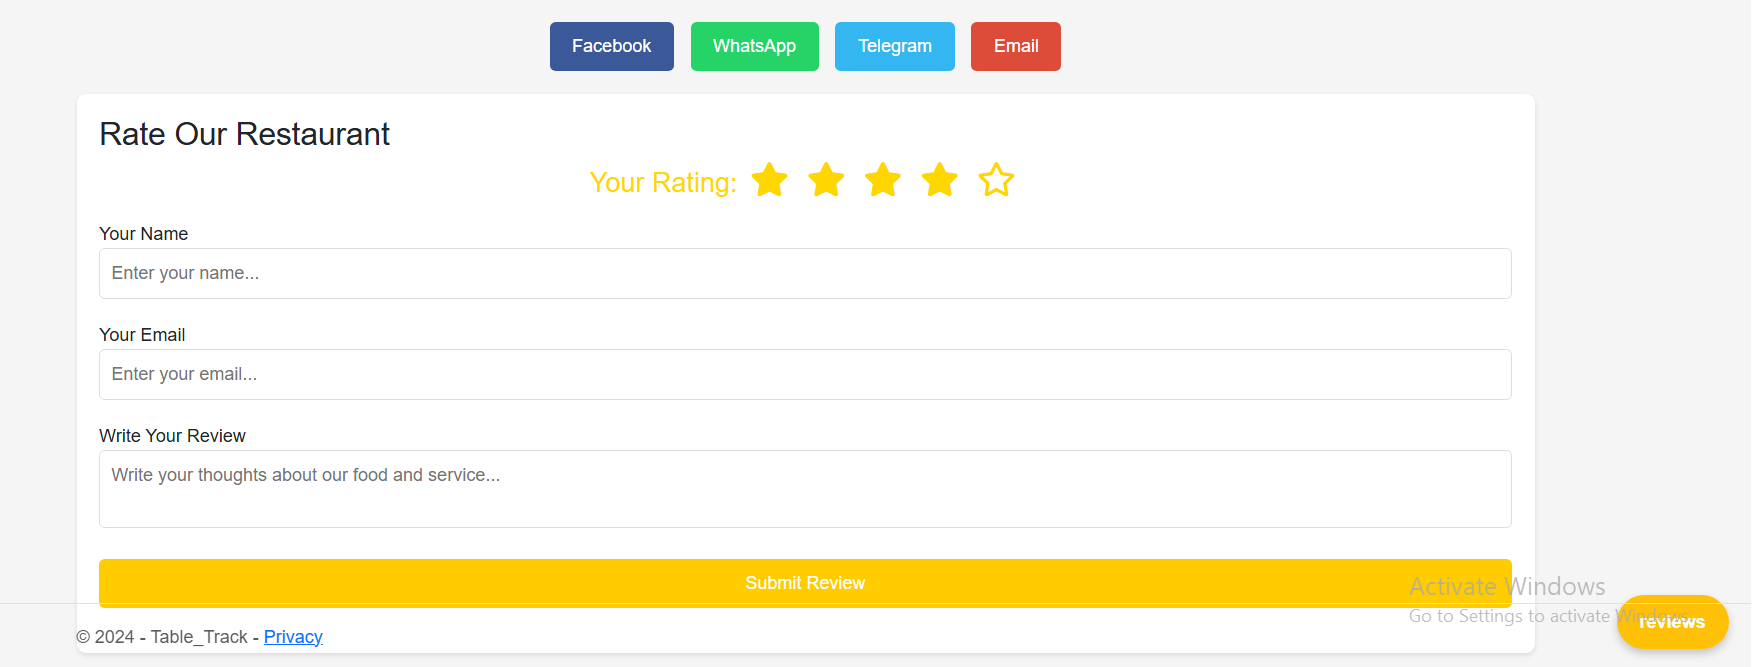 Facebook WhatsApp Telegram Email
Rate Our Restaurant
Your Rating:
Your Name
Enter your name...
Your Email
Enter your email...
Write Your Review
Write your thoughts about our food and service...
Submit Review
Activate Windows
Go to Settings to activate Windows.
reviews
© 2024 - Table_Track - Privacy